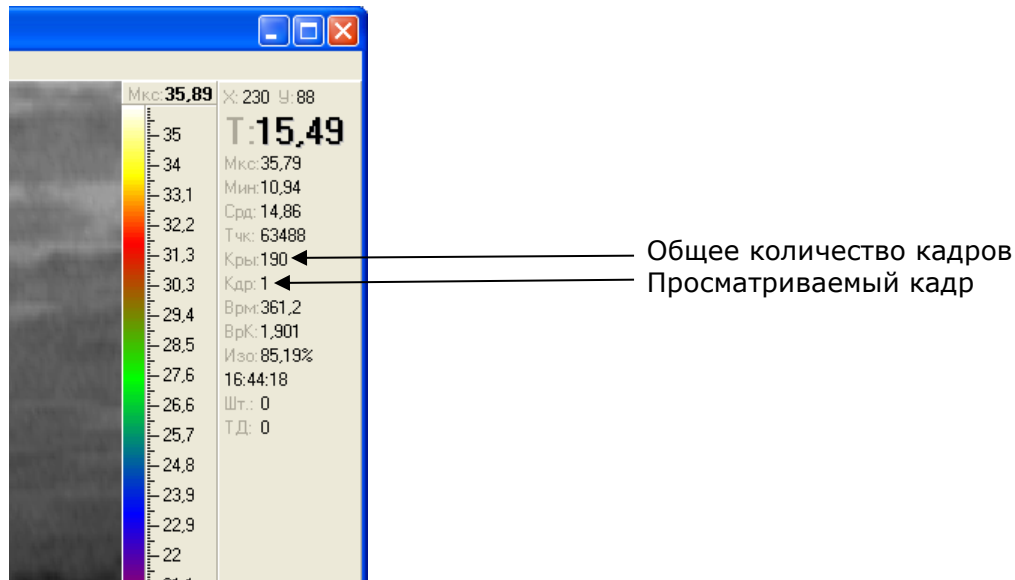 Мкс:35,89
35
34
33,1
32,2
31,3
30,3
29,4
28,5
27,6
26,6
25,7
24,8
23,9
22,9
22
X: 230 У: 88
Т:15,49
Мкс:35,79
Мин:10,94
Срд: 14,86
Тчк: 63488
Кры:190
Кдр: 1
Врм:361,2
ВрК: 1,901
Изо: 85,19%
16:44:18
Шт.: 0
ТД: 0
Общее количество кадров
Просматриваемый кадр